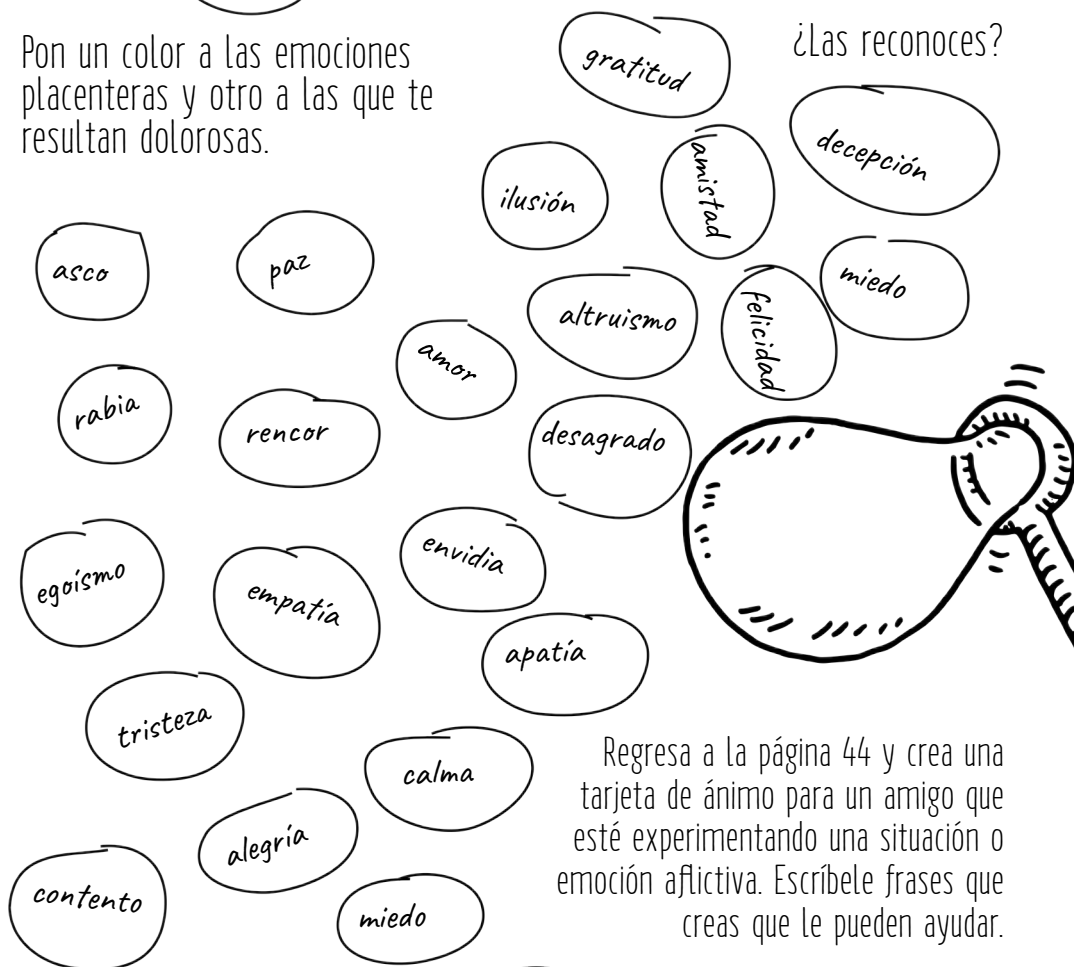 Pon un color a las emociones
placenteras y otro a las que te
resultan dolorosas.
¿Las reconoces?
gratitud
decepción
amistad
ilusión
asco
paz
miedo
altruismo
felicidad
amor
rabia
rencor
desagrado
envidia
egoísmo
empatía
apatía
tristeza
calma
alegría
contento
miedo
Regresa a la página 44 y crea una
tarjeta de ánimo para un amigo que
esté experimentando una situación o
emoción aflictiva. Escríbele frases que
creas que le pueden ayudar.